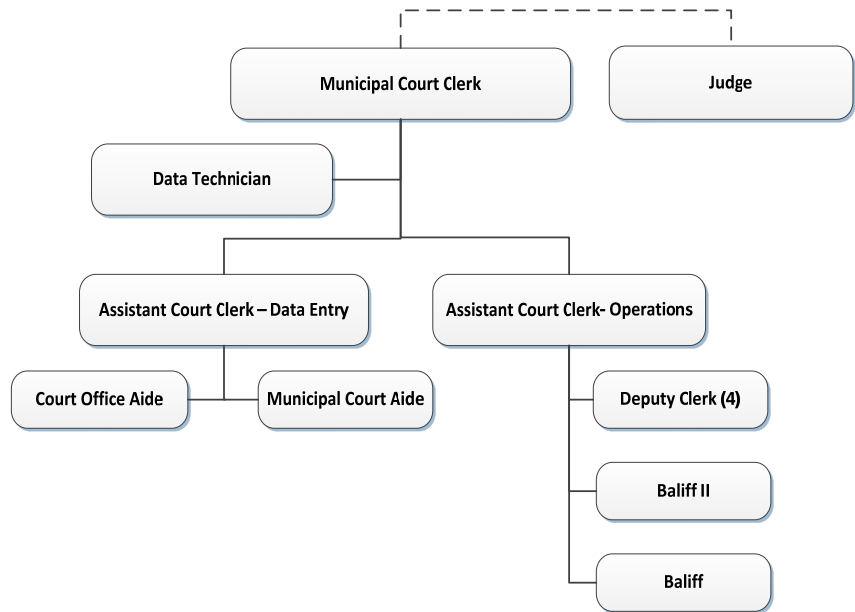 Municipal Court Clerk
Judge
Data Technician
Assistant Court Clerk – Data Entry
Assistant Court Clerk- Operations
Court Office Aide
Municipal Court Aide
Deputy Clerk (4)
Baliff II
Baliff